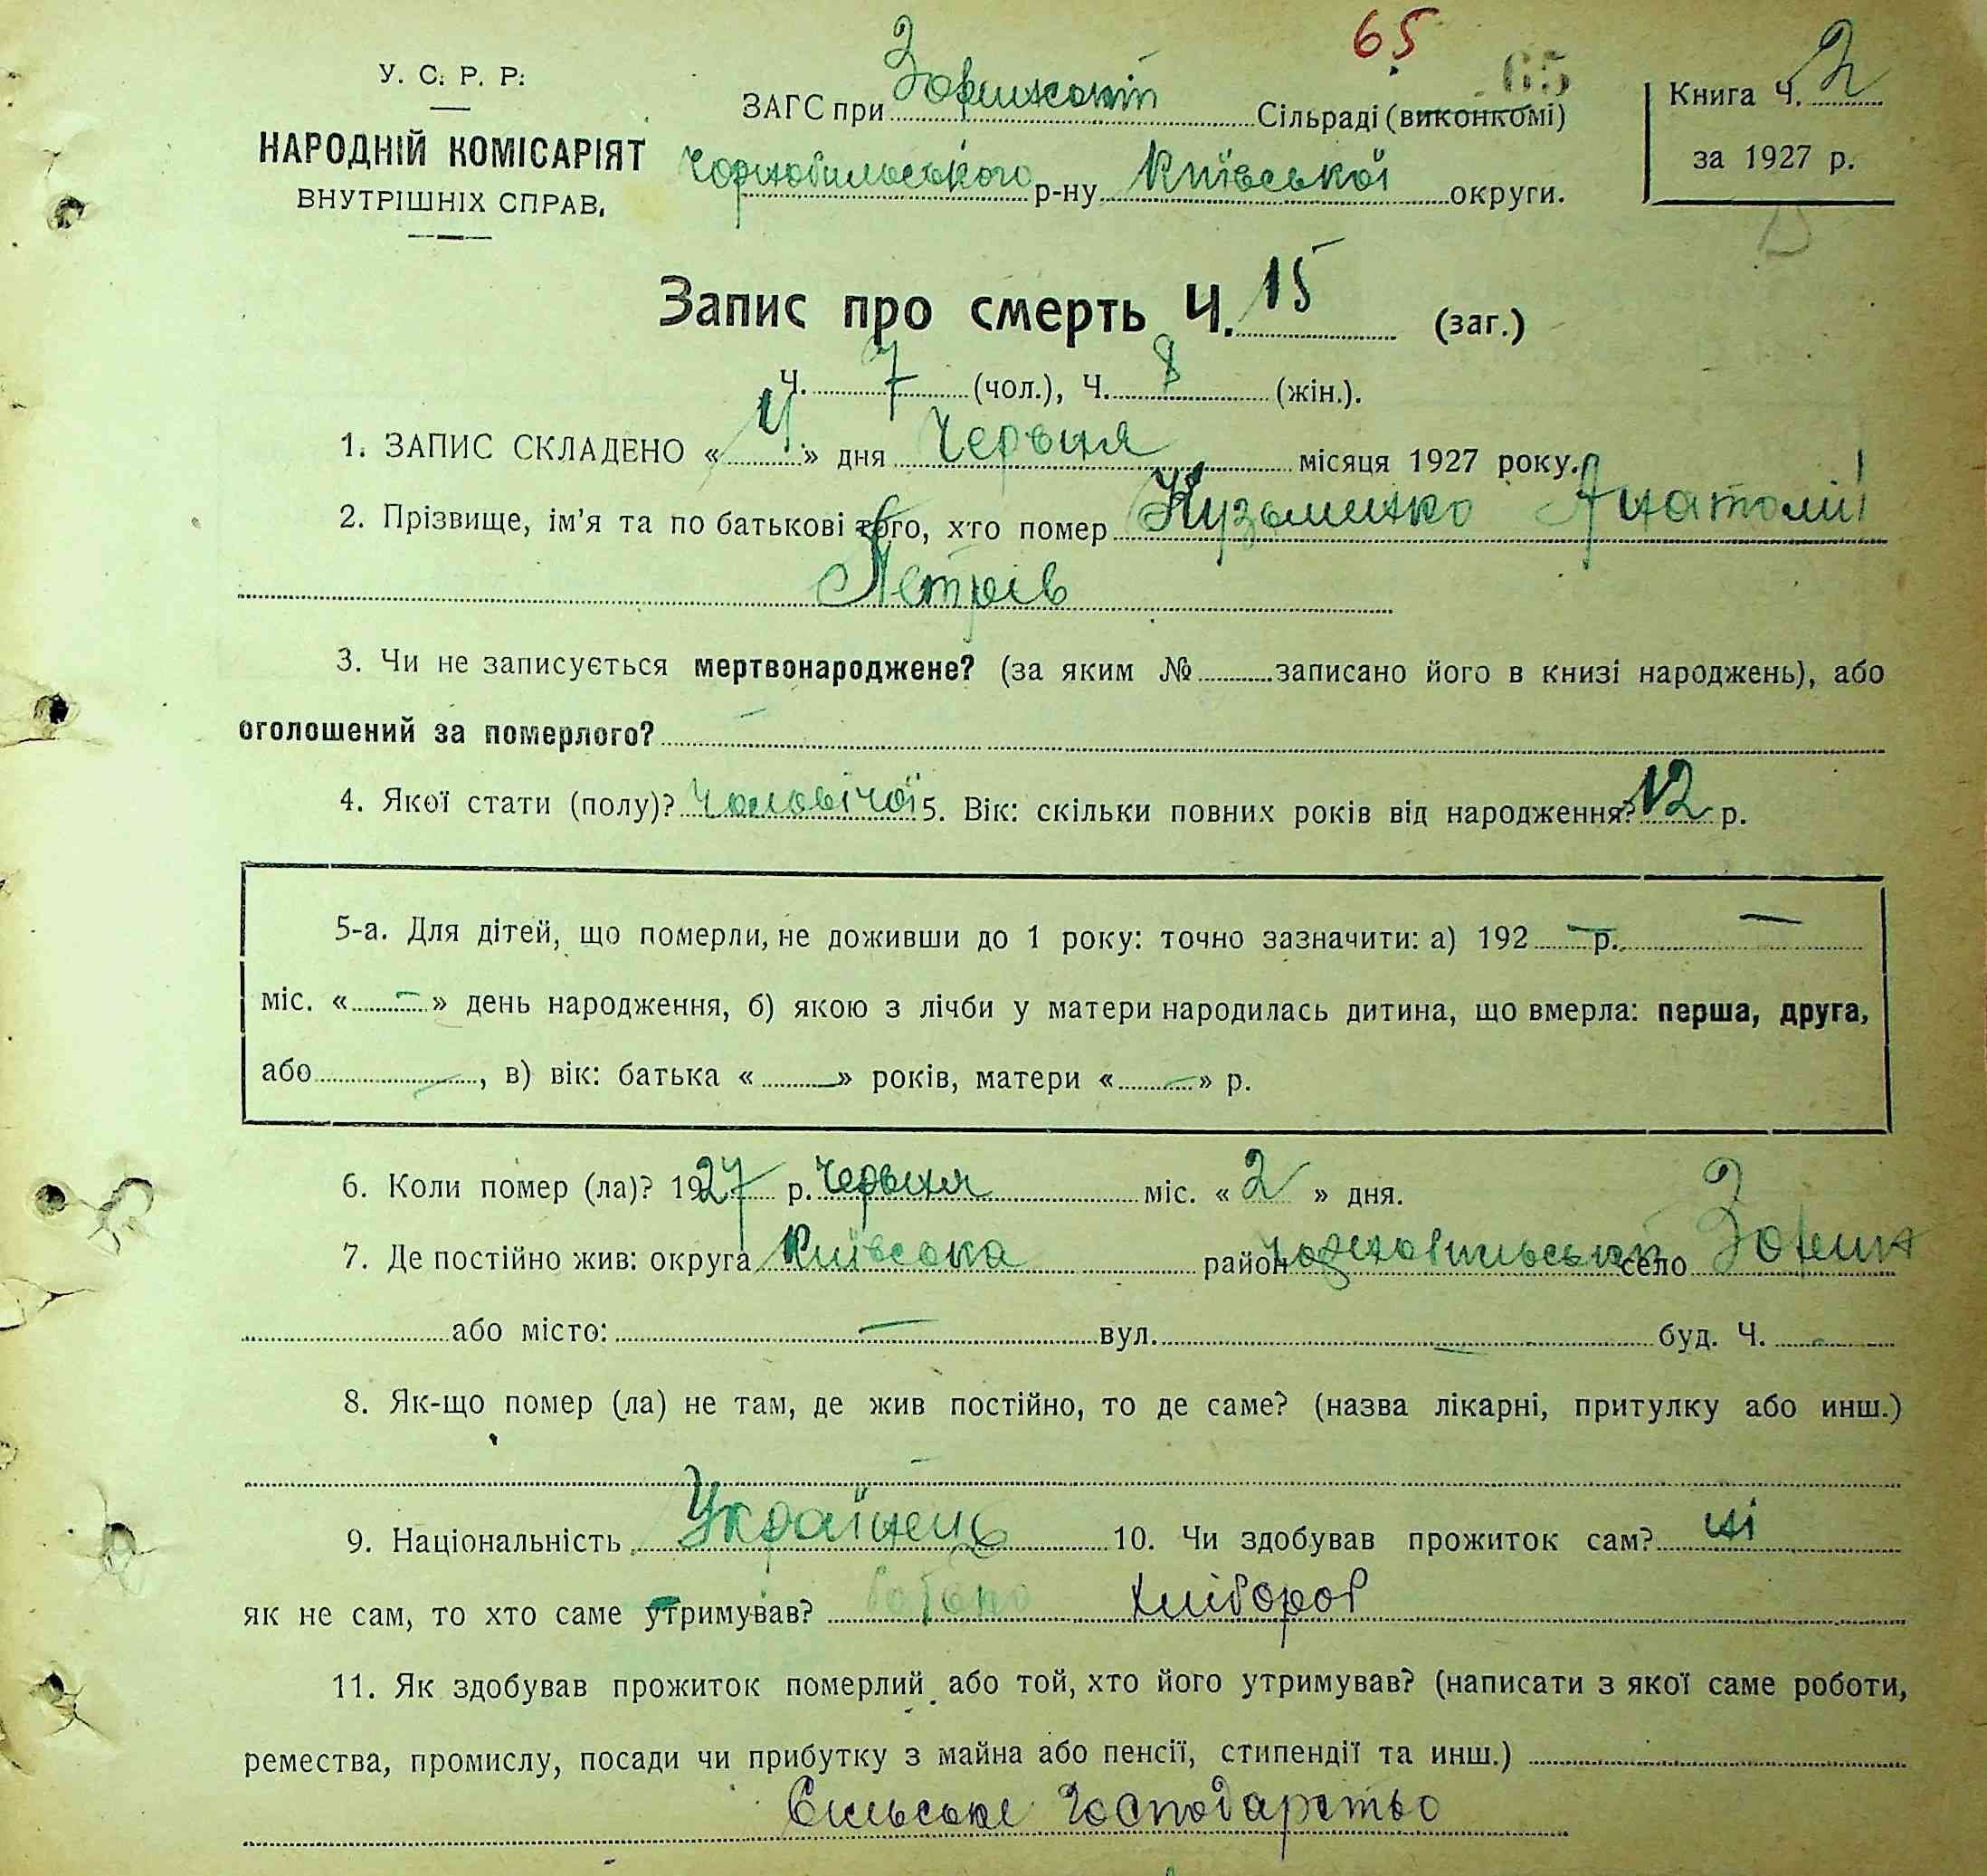 65
65
У. С. Р. Р.
НАРОДНІЙ КОМІСАРІЯТ
ВНУТРІШНІХ СПРАВ.
ЗАГС при Зоринській Сільраді (виконкомі)
Чорнобильського р-ну Київської округи.
Книга Ч. 2
за 1927 р.
Запис про смерть Ч. 15 (заг.)
Ч. 7 (чол.), Ч. 8 (жін.).
1. ЗАПИС СКЛАДЕНО «4» дня Червня місяця 1927 року.
2. Прізвище, ім’я та по батькові того, хто помер Кузьменко Анатолій
Петрів
3. Чи не записується мертвонароджене? (за яким № записано його в книзі народжень), або
оголошений за померлого?
4. Якої стати (полу)? Чоловічої 5. Вік: скільки повних років від народження? 12 р.
5-а. Для дітей, що померли, не доживши до 1 року: точно зазначити: а) 192 — р. —
міс. « — » день народження, б) якою з лічби у матери народилась дитина, що вмерла: перша, друга,
або — , в) вік: батька « — » років, матери « — » р.
6. Коли помер (ла)? 1927 р. Червня міс. « 2 » дня.
7. Де постійно жив: округа Київська район Чорнобильськ село Зорин
або місто: — вул. — буд. Ч. —
8. Як-що помер (ла) не там, де жив постійно, то де саме? (назва лікарні, притулку або инш.)
—
9. Національність Українець 10. Чи здобував прожиток сам? ні
як не сам, то хто саме утримував? Хлібороб
11. Як здобував прожиток померлий або той, хто його утримував? (написати з якої саме роботи,
ремества, промислу, посади чи прибутку з майна або пенсії, стипендії та инш.)
Сильське Господарство